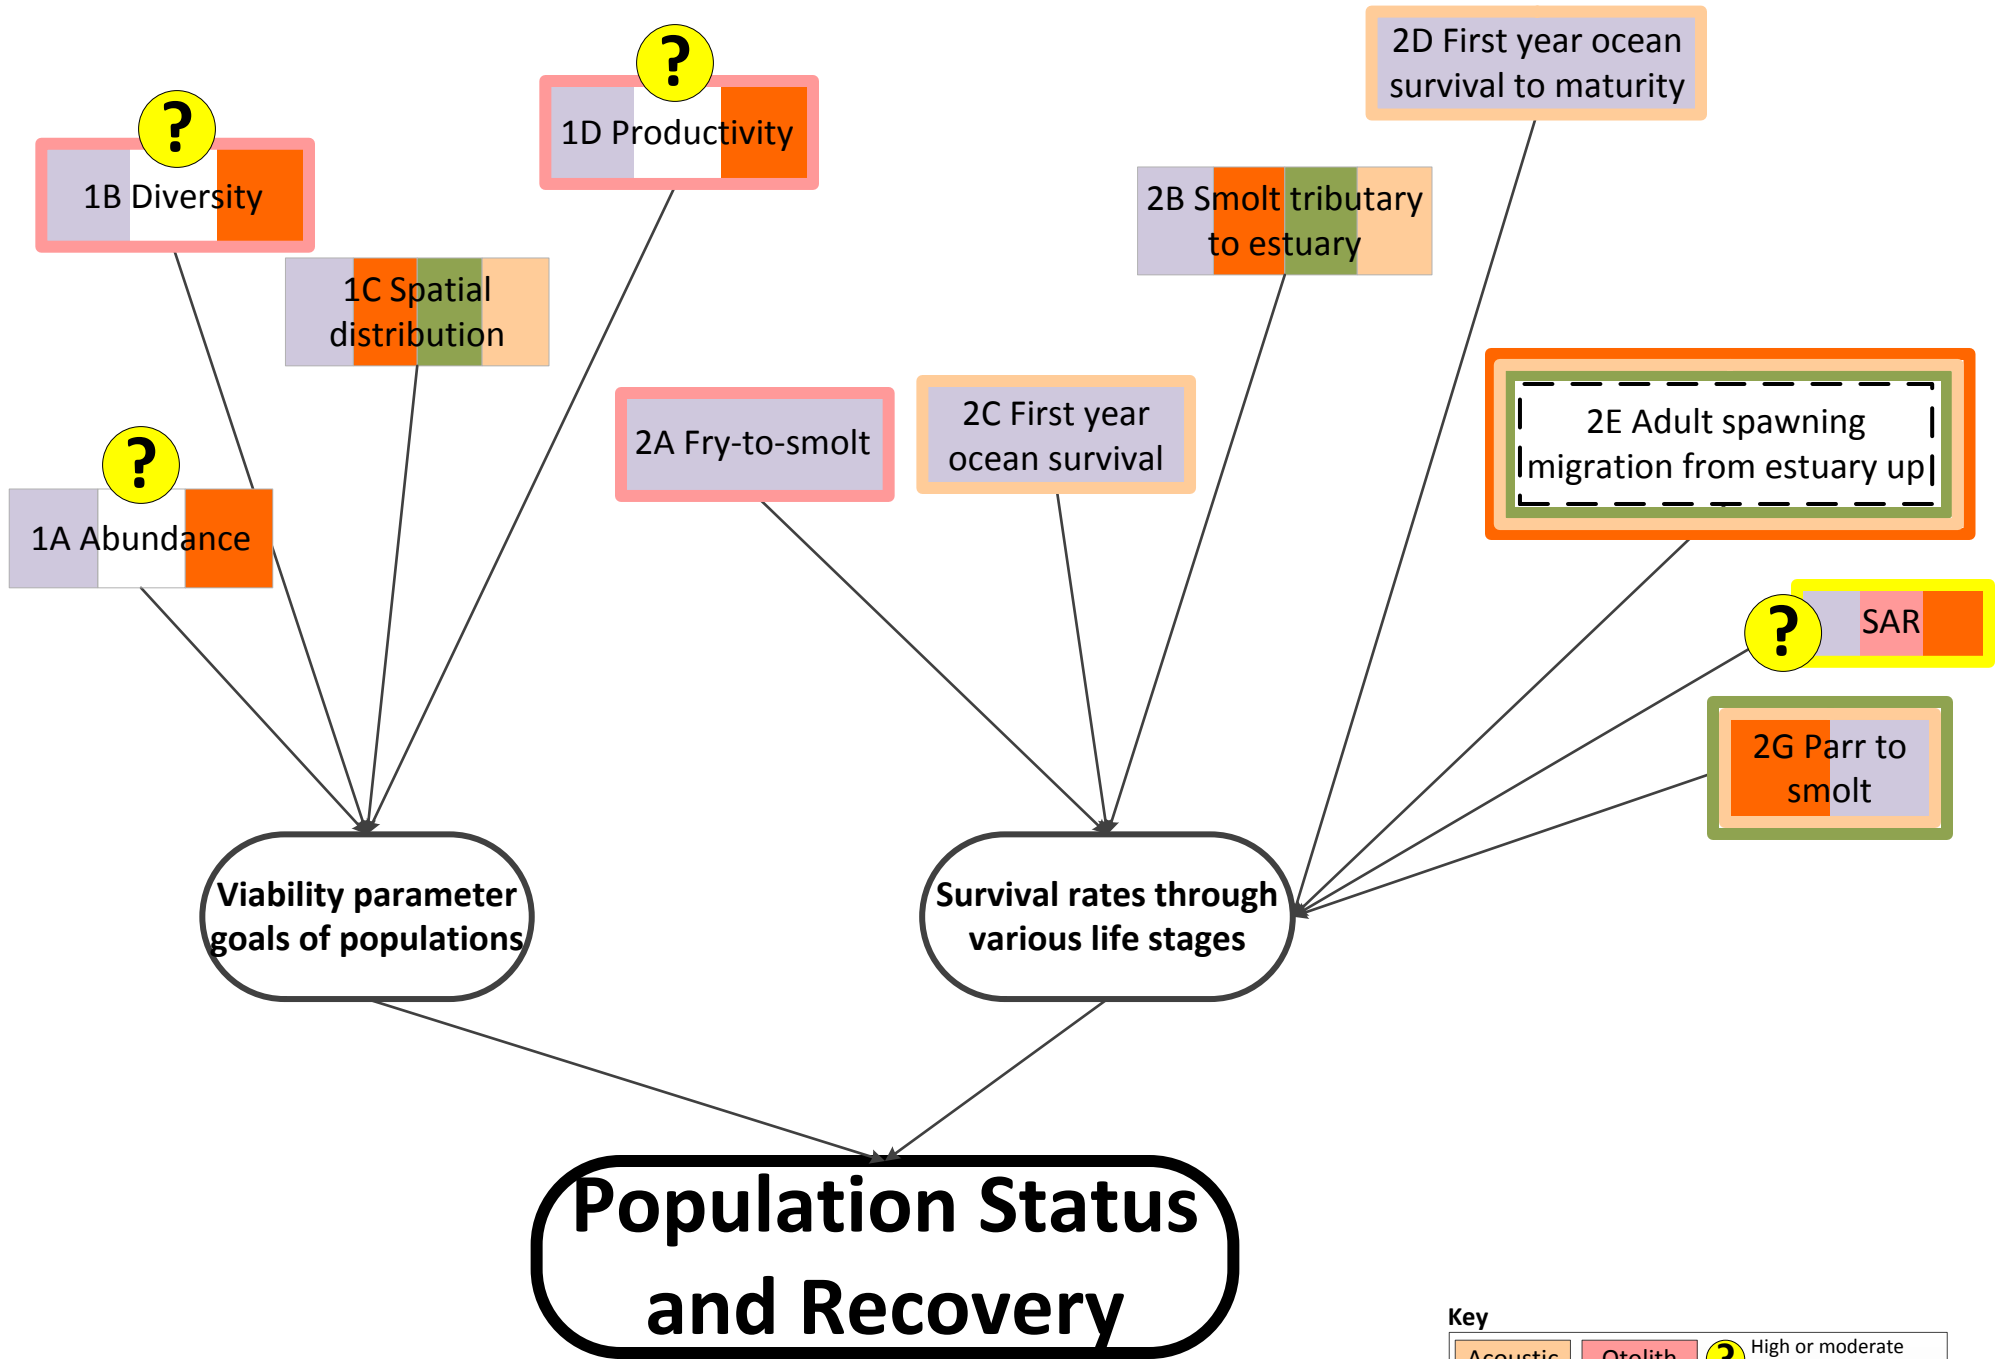 2D First year ocean
survival to maturity
?
1D Productivity
?
1B Diversity
2B Smolt tributary
to estuary
1C Spatial
distribution
2A Fry-to-smolt
2C First year
ocean survival
2E Adult spawning
migration from estuary up
?
1A Abundance
?
SAR
2G Parr to
smolt
Viability parameter
goals of populations
Survival rates through
various life stages
Population Status
and Recovery
Key
Acoustic
Otolith
?
High or moderate